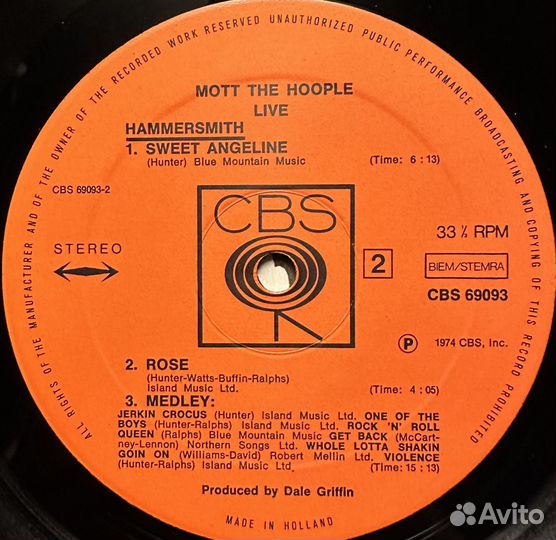 ALL RIGHTS OF THE MANUFACTURER AND OF THE OWNER OF THE RECORDED WORK RESERVED UNAUTHORIZED PUBLIC PERFORMANCE BROADCASTING AND COPYING OF THIS RECORD PROHIBITED
MOTT THE HOOPLE
LIVE
HAMMERSMITH
1. SWEET ANGELINE
(Hunter) Blue Mountain Music (Time: 6:13)
CBS 69093-2
CBS
STEREO
2
33 ⅓ RPM
BIEM/STEMRA
CBS 69093
P 1974 CBS, Inc.
2. ROSE
(Hunter-Watts-Buffin-Ralphs)
Island Music Ltd. (Time: 4:05)
3. MEDLEY:
JERKIN CROCUS (Hunter) Island Music Ltd. ONE OF THE
BOYS (Hunter-Ralphs) Island Music Ltd. ROCK 'N' ROLL
QUEEN (Ralphs) Blue Mountain Music GET BACK (McCart-
ney-Lennon) Northern Songs Ltd. WHOLE LOTTA SHAKIN
GOIN ON (Williams-David) Robert Mellin Ltd. VIOLENCE
(Hunter-Ralphs) Island Music Ltd. (Time: 15:13)
Produced by Dale Griffin
MADE IN HOLLAND
Avito